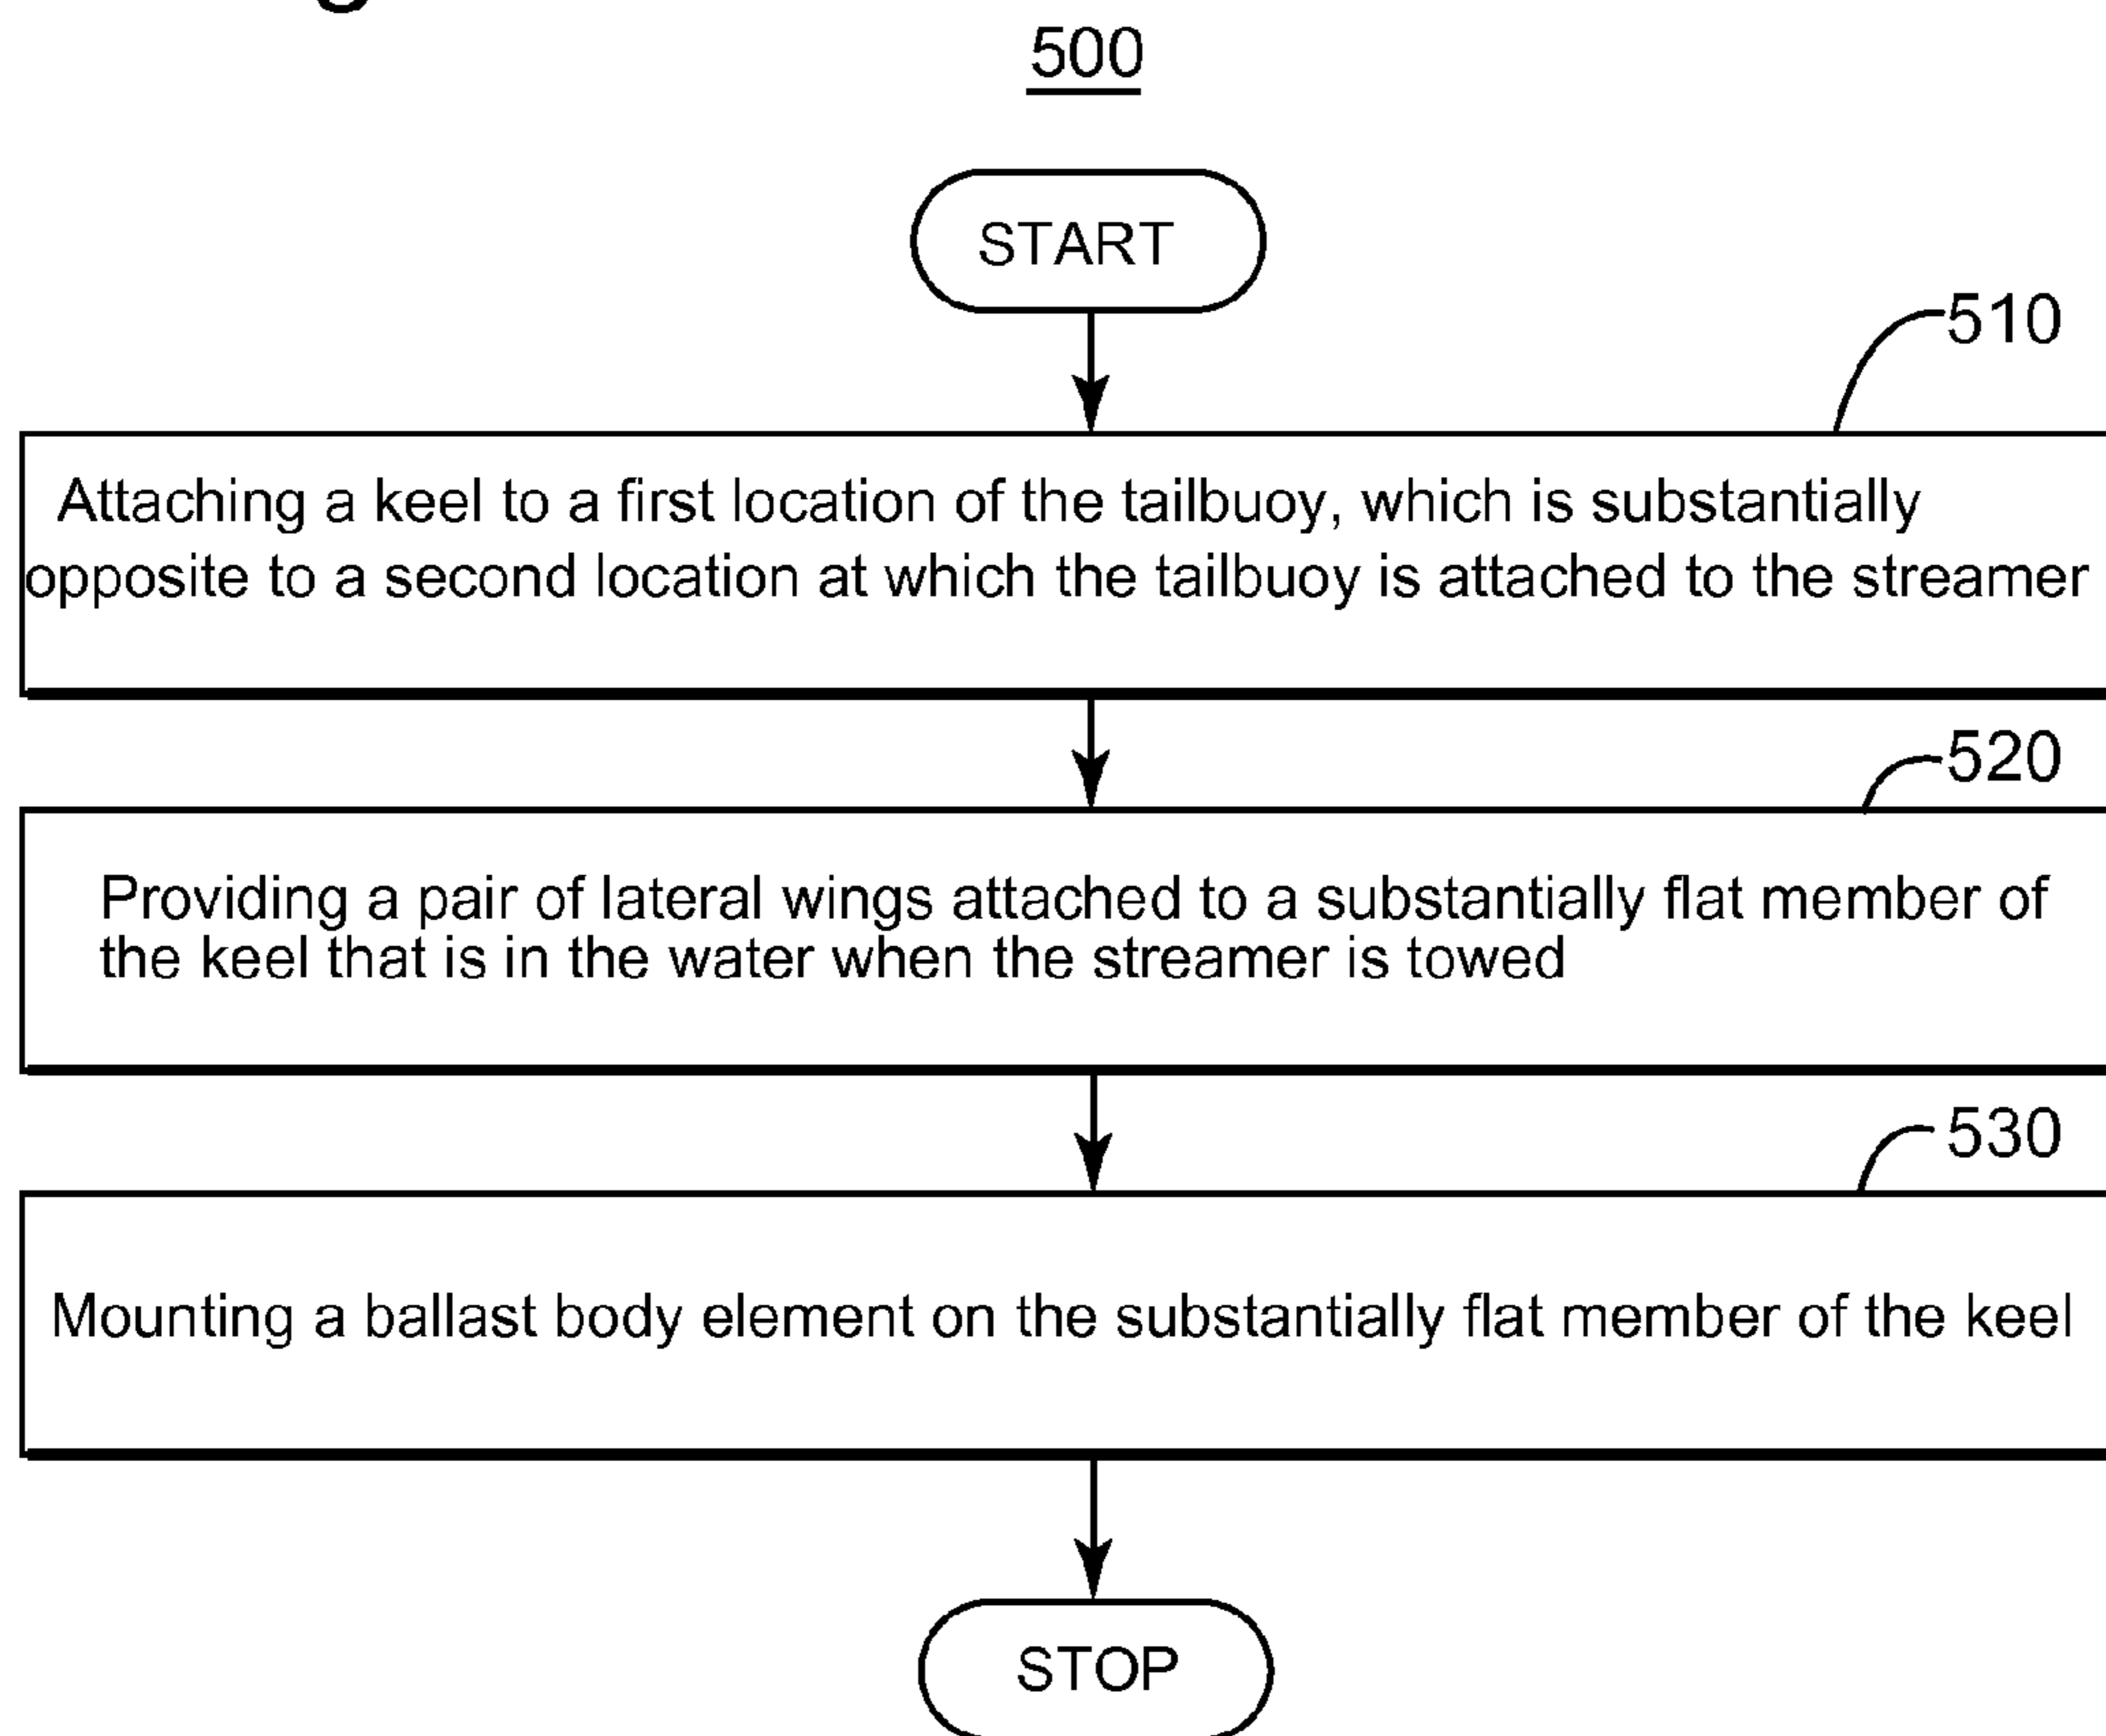 500
START
510
Attaching a keel to a first location of the tailbuoy, which is substantially
opposite to a second location at which the tailbuoy is attached to the streamer
520
Providing a pair of lateral wings attached to a substantially flat member of
the keel that is in the water when the streamer is towed
530
Mounting a ballast body element on the substantially flat member of the keel
STOP